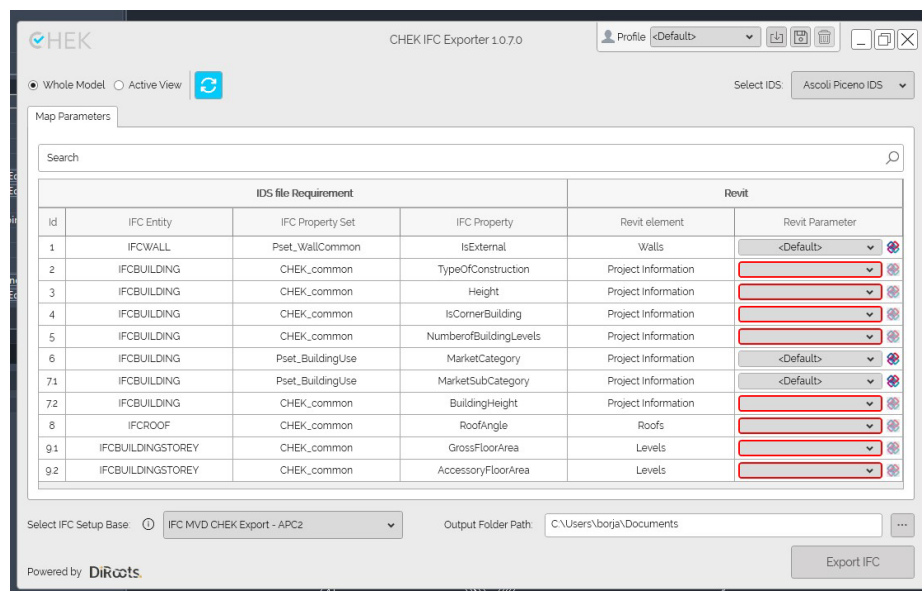 CHEK CHEK IFC Exporter 1.0.7.0 Profile <Default>
Whole Model Active View Select IDS: Ascoli Piceno IDS
Map Parameters
Search
IDS file Requirement Revit
Id IFC Entity IFC Property Set IFC Property Revit element Revit Parameter
1 IFCWALL Pset_WallCommon IsExternal Walls <Default>
2 IFCBUILDING CHEK_common TypeOfConstruction Project Information
3 IFCBUILDING CHEK_common Height Project Information
4 IFCBUILDING CHEK_common IsCornerBuilding Project Information
5 IFCBUILDING CHEK_common NumberofBuildingLevels Project Information
6 IFCBUILDING Pset_BuildingUse MarketCategory Project Information <Default>
7.1 IFCBUILDING Pset_BuildingUse MarketSubCategory Project Information <Default>
7.2 IFCBUILDING CHEK_common BuildingHeight Project Information
8 IFCROOF CHEK_common RoofAngle Roofs
9.1 IFCBUILDINGSTOREY CHEK_common GrossFloorArea Levels
9.2 IFCBUILDINGSTOREY CHEK_common AccessoryFloorArea Levels
Select IFC Setup Base: IFC MVD CHEK Export - APC2 Output Folder Path: C:\Users\borja\Documents ...
Powered by DiRoots. Export IFC